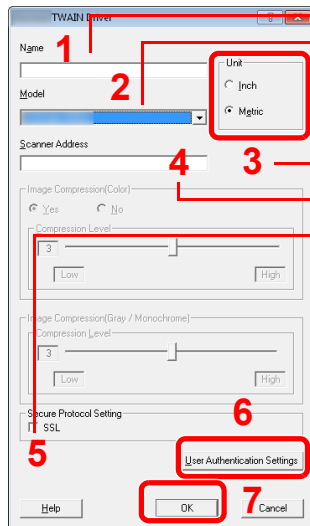 TWAIN Driver
Name
1
Unit
Inch
Metric
Model
2
3
Scanner Address
4
Image Compression(Color)
Yes No
Compression Level
3
Low High
Image Compression(Gray / Monochrome)
Compression Level
3
Low High
Secure Protocol Setting
SSL
5
6
User Authentication Settings
Help OK 7 Cancel